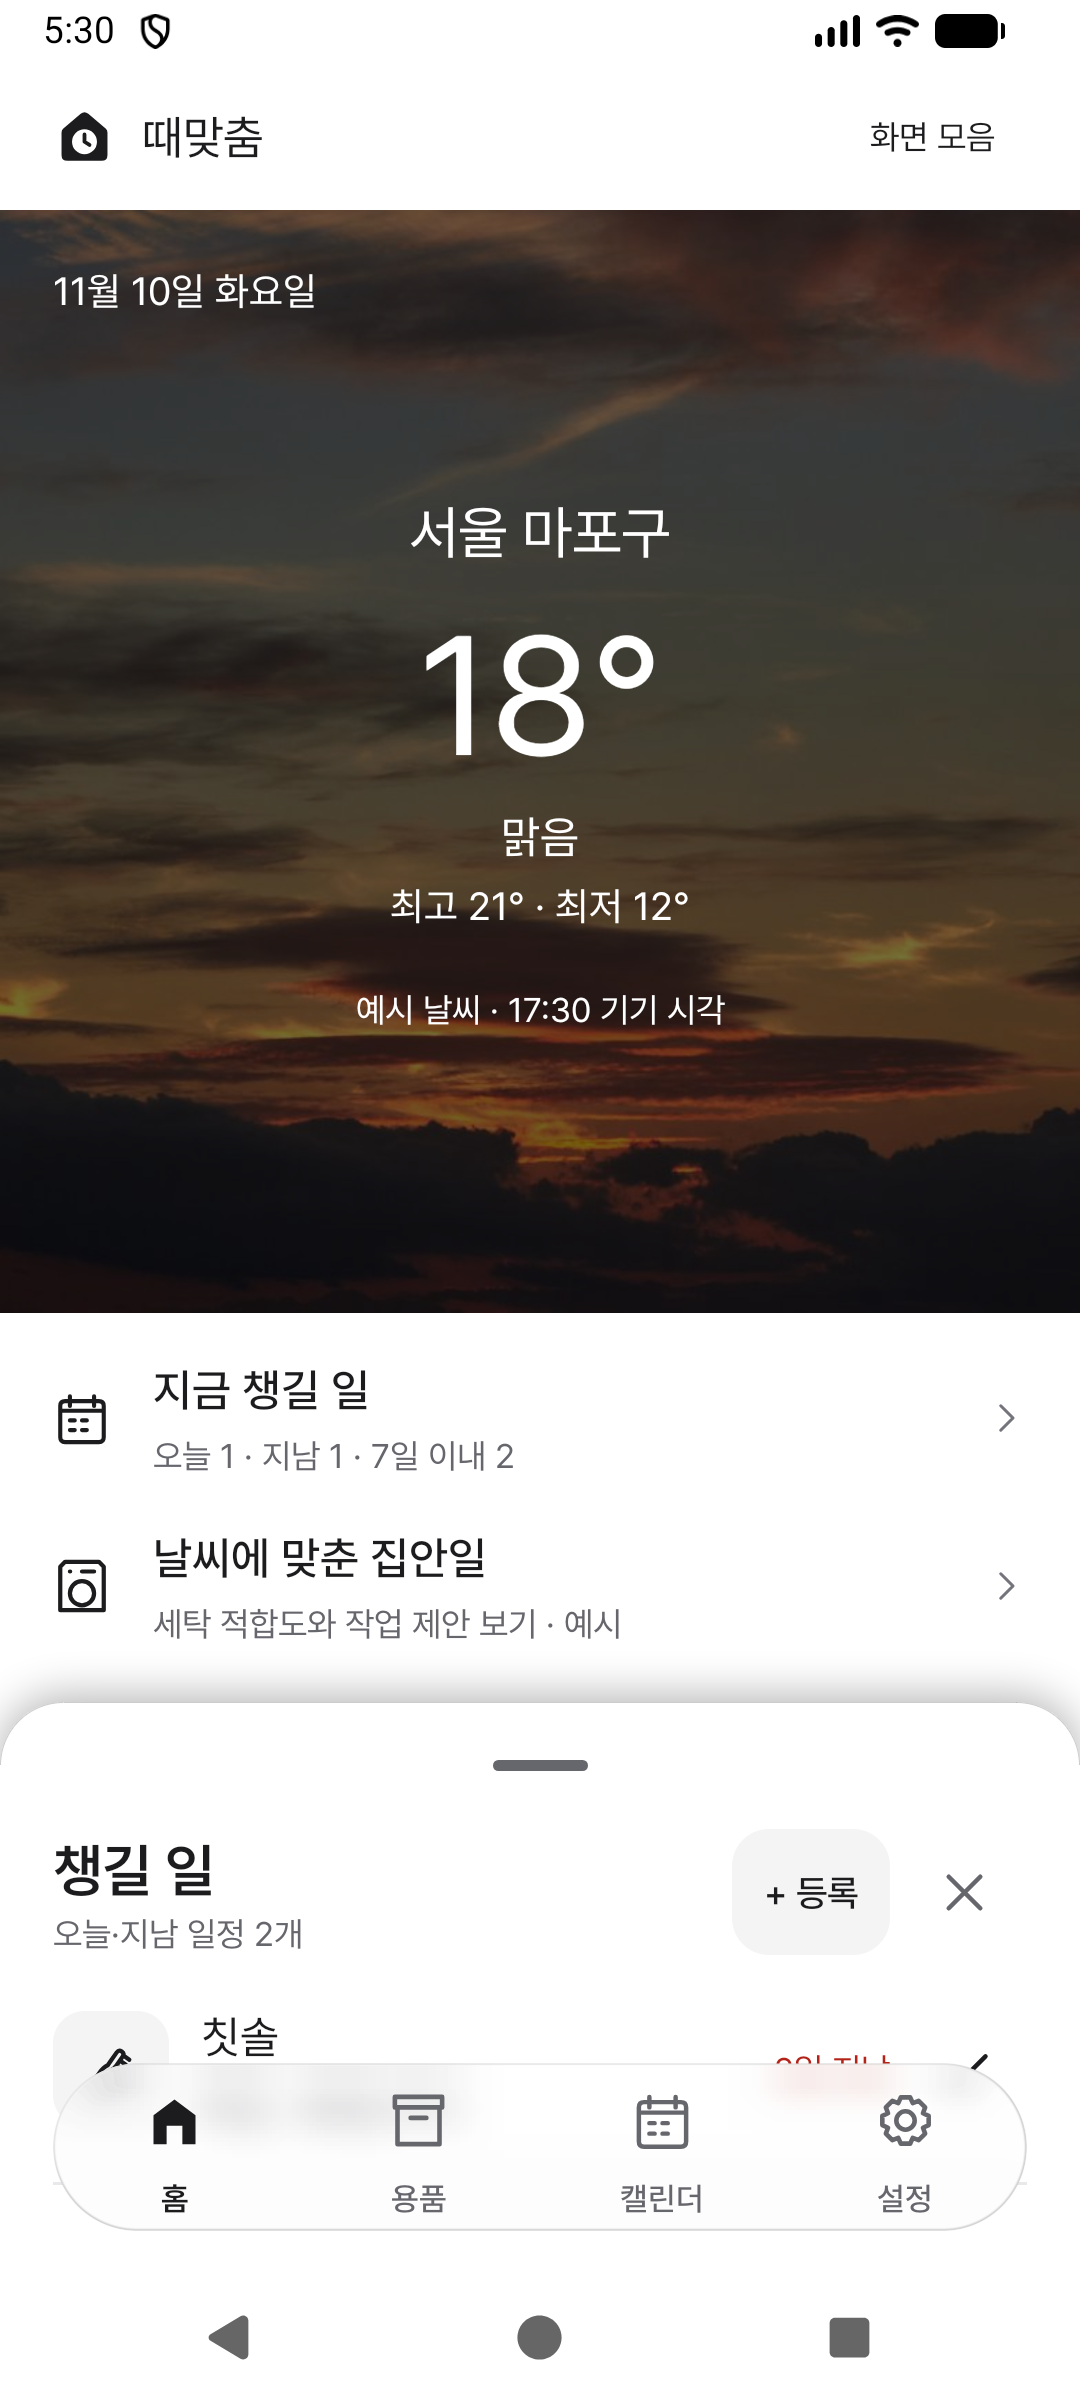 5:30
때맞춤
화면 모음
11월 10일 화요일
서울 마포구
18°
맑음
최고 21° · 최저 12°
예시 날씨 · 17:30 기기 시각
지금 챙길 일
오늘 1 · 지남 1 · 7일 이내 2
날씨에 맞춘 집안일
세탁 적합도와 작업 제안 보기 · 예시
챙길 일
+ 등록
오늘·지남 일정 2개
칫솔
홈
용품
캘린더
설정